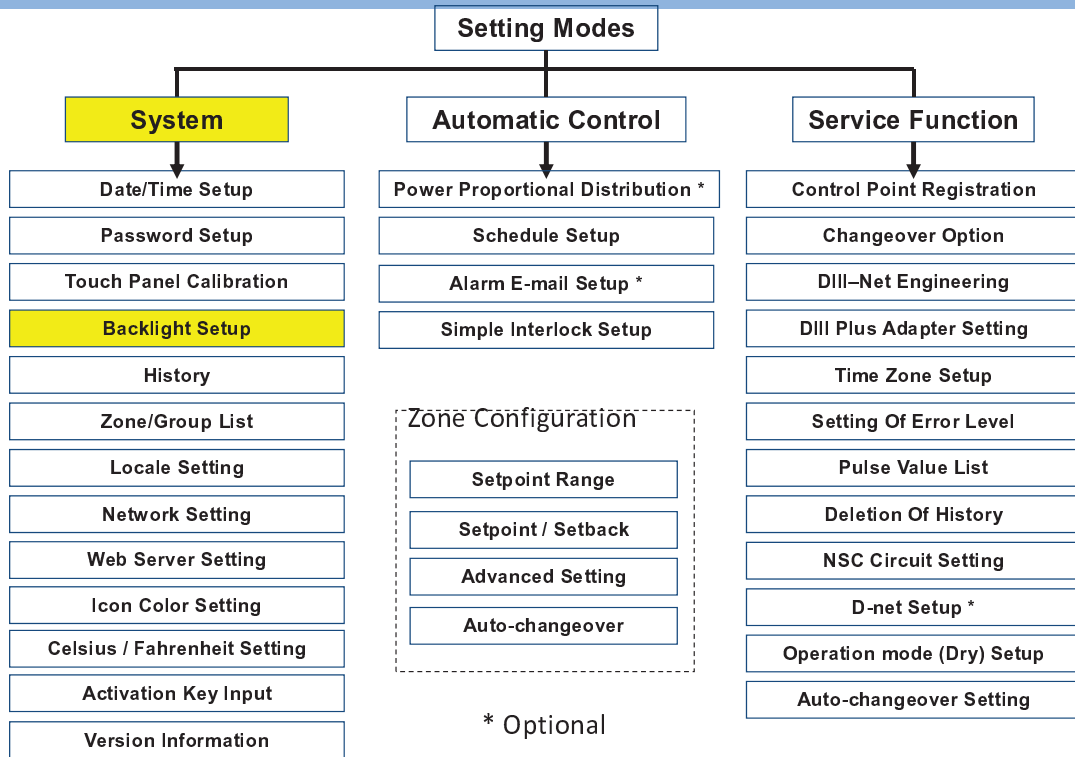 Setting Modes
System
Automatic Control
Service Function
Date/Time Setup
Password Setup
Touch Panel Calibration
Backlight Setup
History
Zone/Group List
Locale Setting
Network Setting
Web Server Setting
Icon Color Setting
Celsius / Fahrenheit Setting
Activation Key Input
Version Information
Power Proportional Distribution *
Schedule Setup
Alarm E-mail Setup *
Simple Interlock Setup
Zone Configuration
Setpoint Range
Setpoint / Setback
Advanced Setting
Auto-changeover
* Optional
Control Point Registration
Changeover Option
DIII–Net Engineering
DIII Plus Adapter Setting
Time Zone Setup
Setting Of Error Level
Pulse Value List
Deletion Of History
NSC Circuit Setting
D-net Setup *
Operation mode (Dry) Setup
Auto-changeover Setting